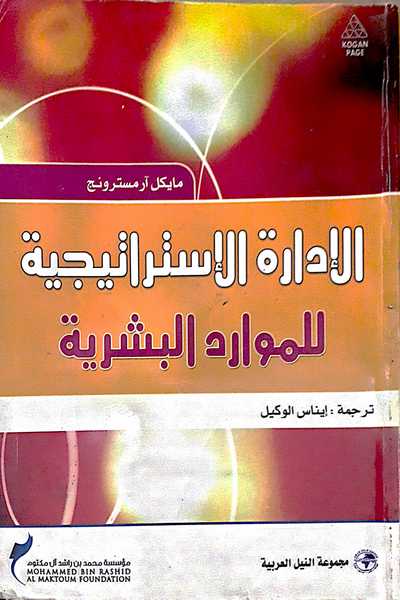 KOGAN
PAGE
مايكل آرمسترونج
الإدارة الإستراتيجية
للموارد البشرية
ترجمة : إيناس الوكيل
مؤسسة محمد بن راشد آل مكتوم
MOHAMMED BIN RASHID
AL MAKTOUM FOUNDATION
مجموعة النيل العربية